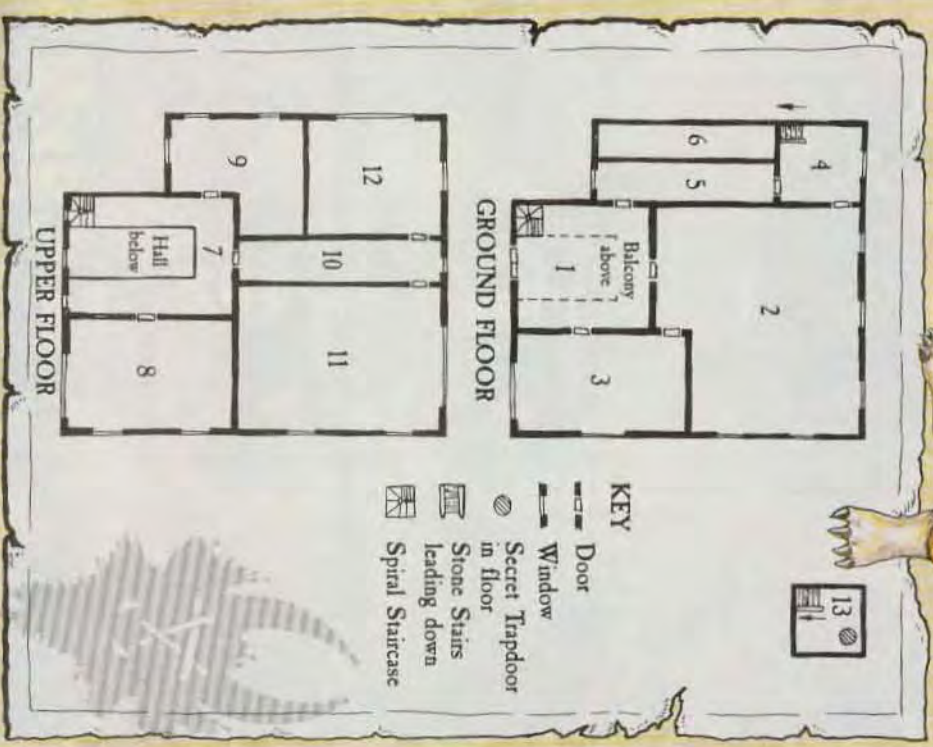 4
2
6
5
Balcony
above
1
3
GROUND FLOOR
12
10
11
9
7
Hall
below
8
UPPER FLOOR
13
KEY
Door
Window
Secret Trapdoor
in floor
Stone Stairs
leading down
Spiral Staircase